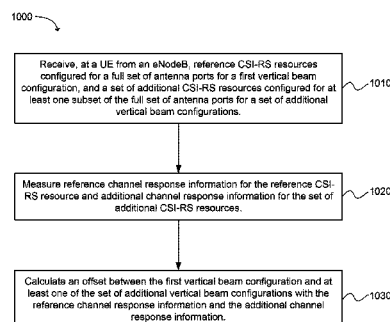 1000
Receive, at a UE from an eNodeB, reference CSI-RS resources
configured for a full set of antenna ports for a first vertical beam
configuration, and a set of additional CSI-RS resources configured for at
least one subset of the full set of antenna ports for a set of additional
vertical beam configurations.
1010
Measure reference channel response information for the reference CSI-
RS resource and additional channel response information for the set of
additional CSI-RS resources.
1020
Calculate an offset between the first vertical beam configuration and at
least one of the set of additional vertical beam configurations with the
reference channel response information and the additional channel
response information.
1030